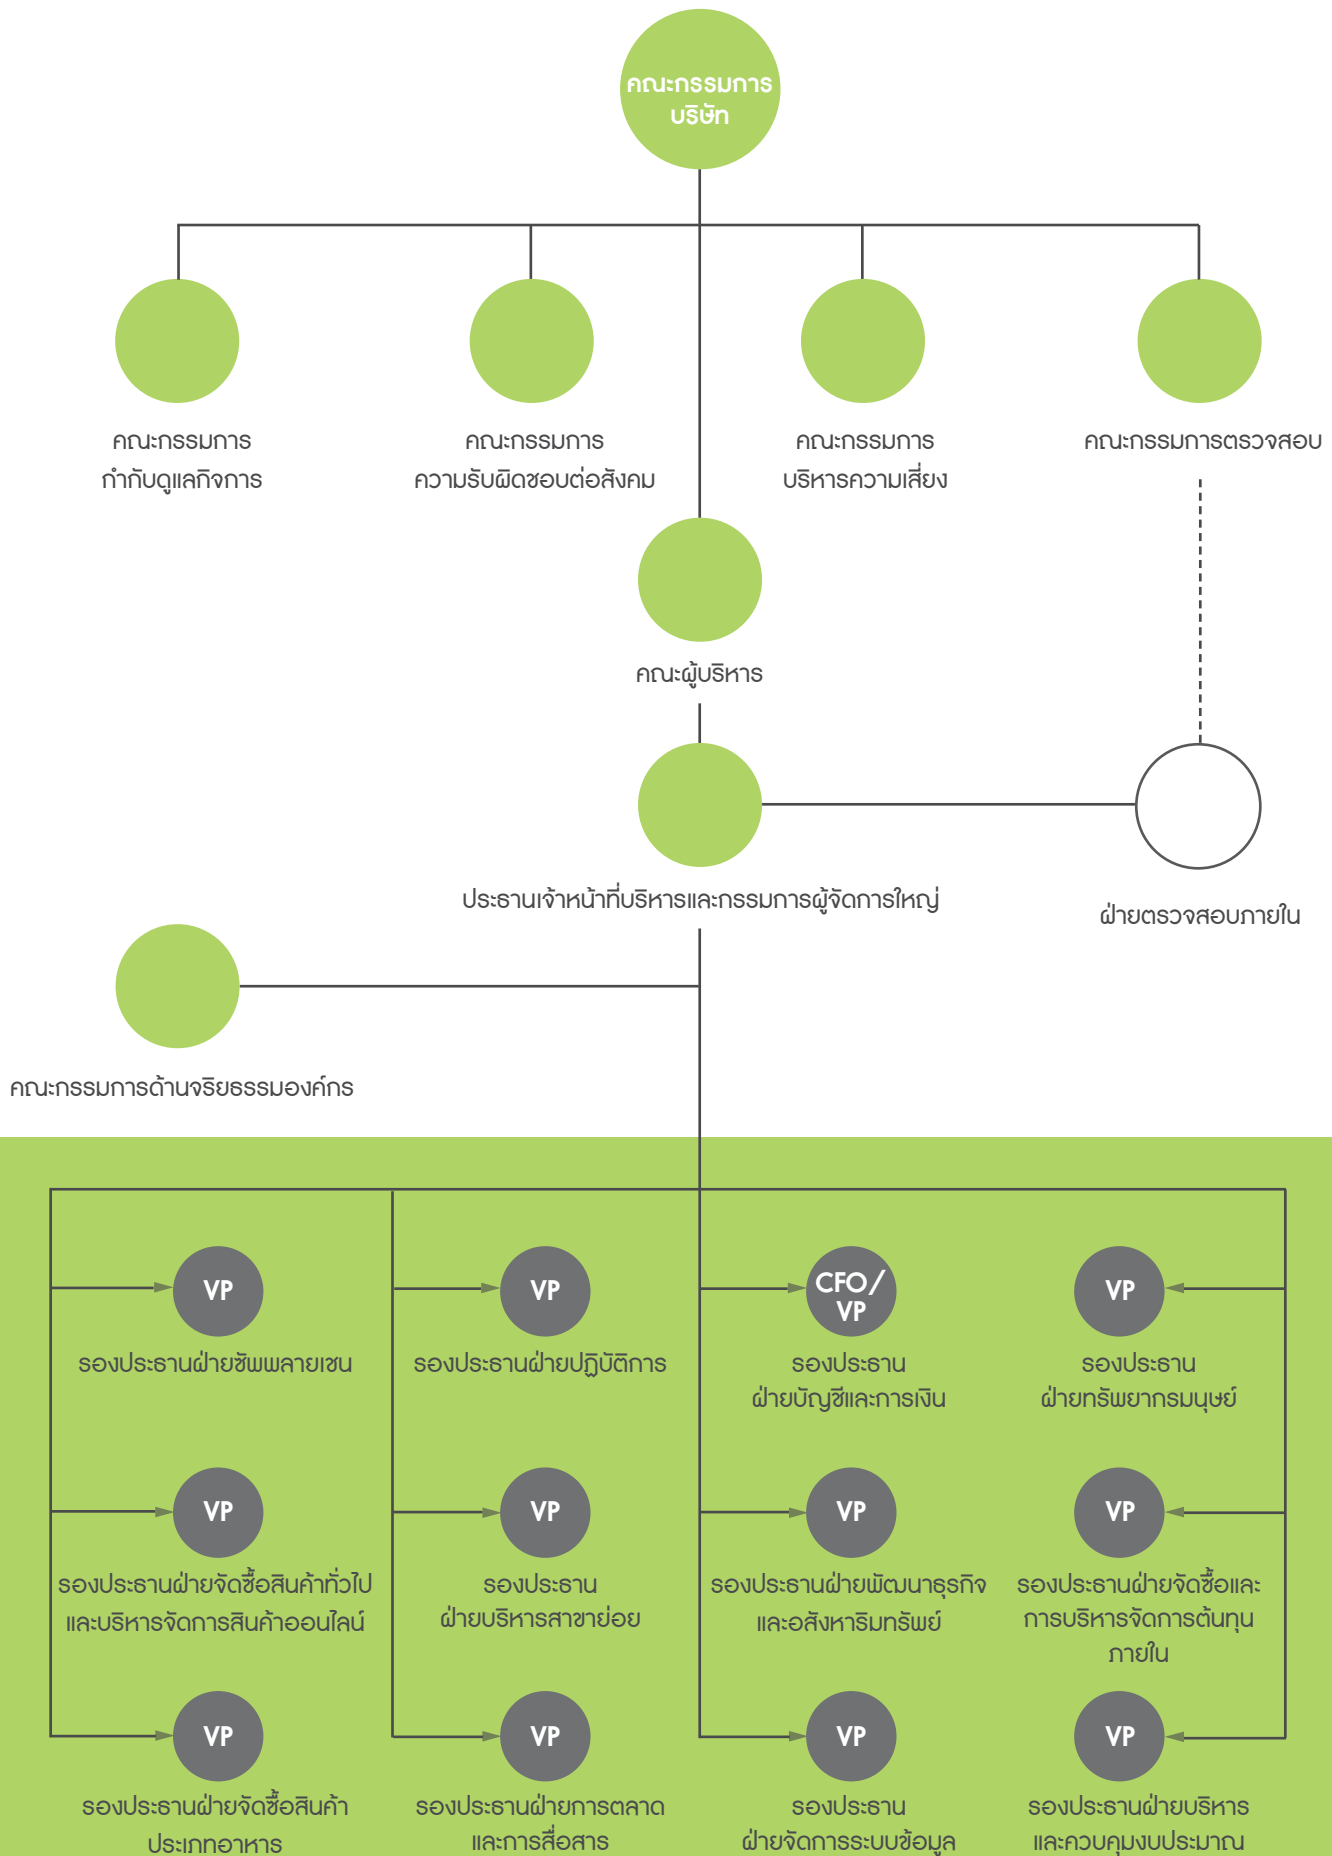 คณะกรรมการ
บริษัท
คณะกรรมการ
กำกับดูแลกิจการ
คณะกรรมการ
ความรับผิดชอบต่อสังคม
คณะกรรมการ
บริหารความเสี่ยง
คณะกรรมการตรวจสอบ
คณะผู้บริหาร
ประธานเจ้าหน้าที่บริหารและกรรมการผู้จัดการใหญ่
ฝ่ายตรวจสอบภายใน
คณะกรรมการด้านจริยธรรมองค์กร
VP
รองประธานฝ่ายซัพพลายเชน
VP
รองประธานฝ่ายปฏิบัติการ
CFO/
VP
รองประธาน
ฝ่ายบัญชีและการเงิน
VP
รองประธาน
ฝ่ายทรัพยากรมนุษย์
VP
รองประธานฝ่ายจัดซื้อสินค้าทั่วไป
และบริหารจัดการสินค้าออนไลน์
VP
รองประธาน
ฝ่ายบริหารสาขาย่อย
VP
รองประธานฝ่ายพัฒนาธุรกิจ
และอสังหาริมทรัพย์
VP
รองประธานฝ่ายจัดซื้อและ
การบริหารจัดการต้นทุน
ภายใน
VP
รองประธานฝ่ายจัดซื้อสินค้า
ประเภทอาหาร
VP
รองประธานฝ่ายการตลาด
และการสื่อสาร
VP
รองประธาน
ฝ่ายจัดการระบบข้อมูล
VP
รองประธานฝ่ายบริหาร
และควบคุมงบประมาณ